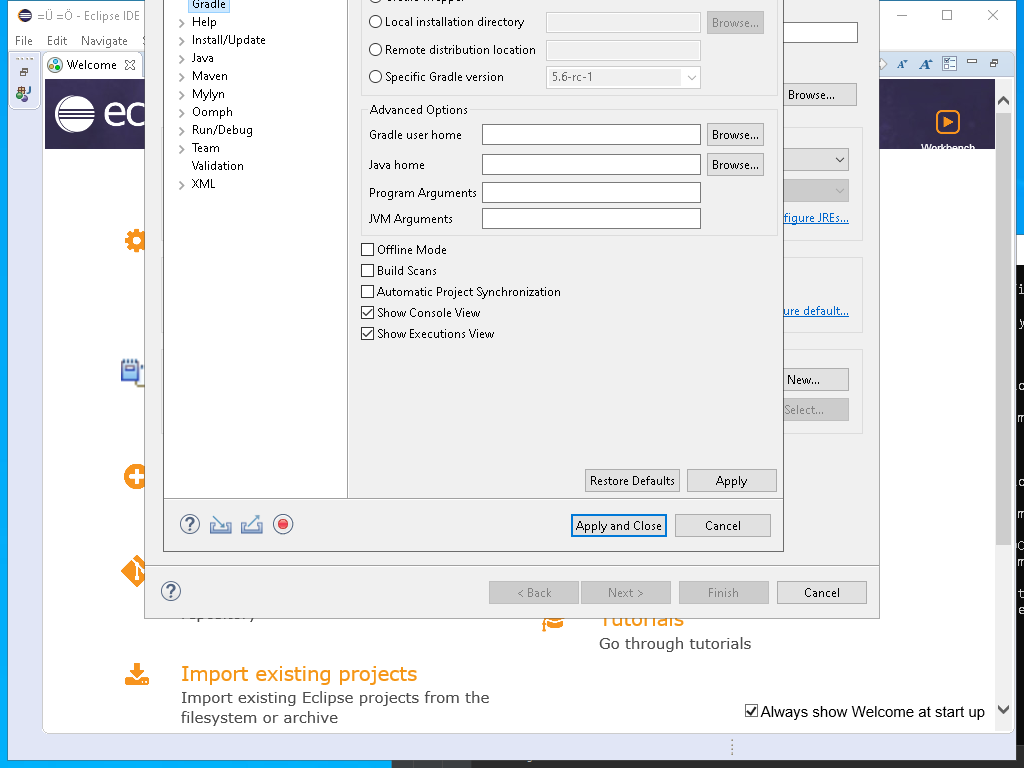 =Ü =Ö - Eclipse IDE
File Edit Navigate
Welcome
Workbench
Gradle
Help
Install/Update
Java
Maven
Mylyn
Oomph
Run/Debug
Team
Validation
XML
Local installation directory Browse...
Remote distribution location
Specific Gradle version 5.6-rc-1
Advanced Options
Gradle user home Browse...
Java home Browse...
Program Arguments
JVM Arguments
Offline Mode
Build Scans
Automatic Project Synchronization
Show Console View
Show Executions View
Restore Defaults Apply
Apply and Close Cancel
Browse...
figure JREs...
ure default...
New...
Select...
< Back Next > Finish Cancel
repository
Tutorials
Go through tutorials
Import existing projects
Import existing Eclipse projects from the
filesystem or archive
Always show Welcome at start up